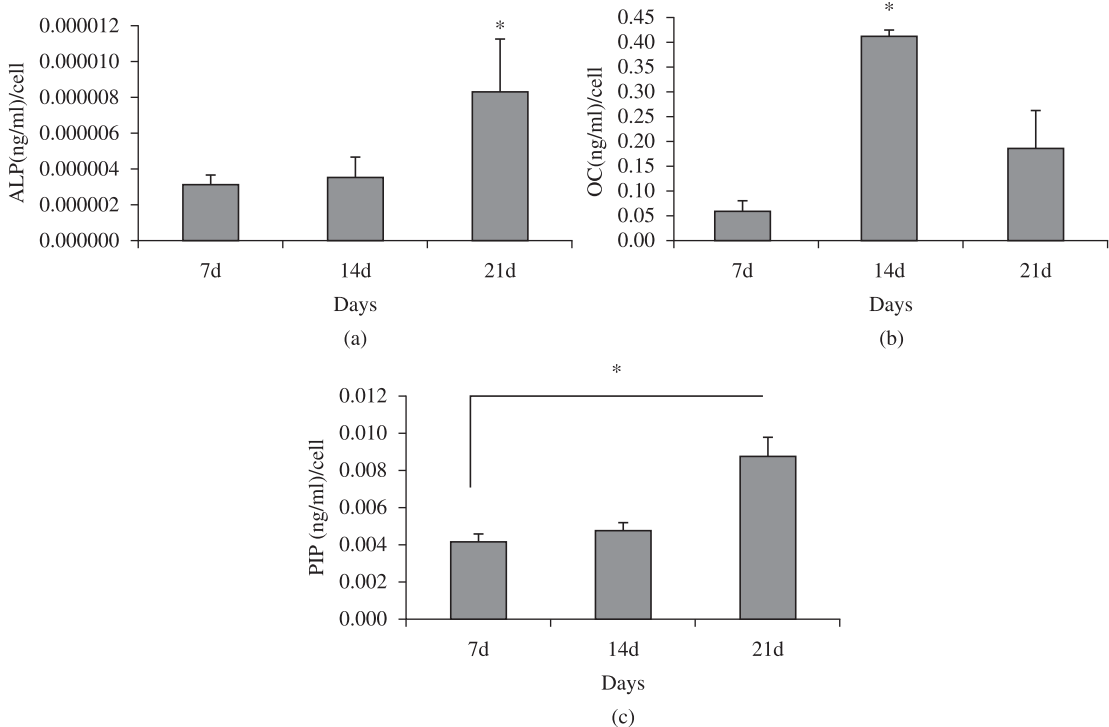 ALP(ng/ml)/cell
0.000012
0.000010
0.000008
0.000006
0.000004
0.000002
0.000000
*
7d 14d 21d
Days
(a)
OC(ng/ml)/cell
0.45
0.40
0.35
0.30
0.25
0.20
0.15
0.10
0.05
0.00
*
7d 14d 21d
Days
(b)
PIP (ng/ml)/cell
0.012
0.010
0.008
0.006
0.004
0.002
0.000
*
7d 14d 21d
Days
(c)